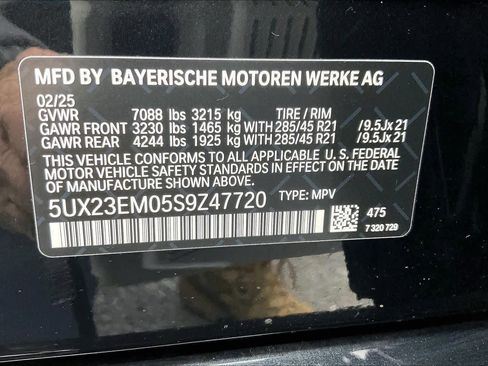 MFD BY BAYERISCHE MOTOREN WERKE AG
02/25
GVWR 7088 lbs 3215 kg TIRE / RIM
GAWR FRONT 3230 lbs 1465 kg WITH 285/45 R21 /9.5Jx21
GAWR REAR 4244 lbs 1925 kg WITH 285/45 R21 /9.5Jx21
THIS VEHICLE CONFORMS TO ALL APPLICABLE U. S. FEDERAL
MOTOR VEHICLE SAFETY STANDARDS IN EFFECT ON THE DATE
OF MANUFACTURE SHOWN ABOVE.
5UX23EM05S9Z47720 TYPE: MPV
475
7 320 729